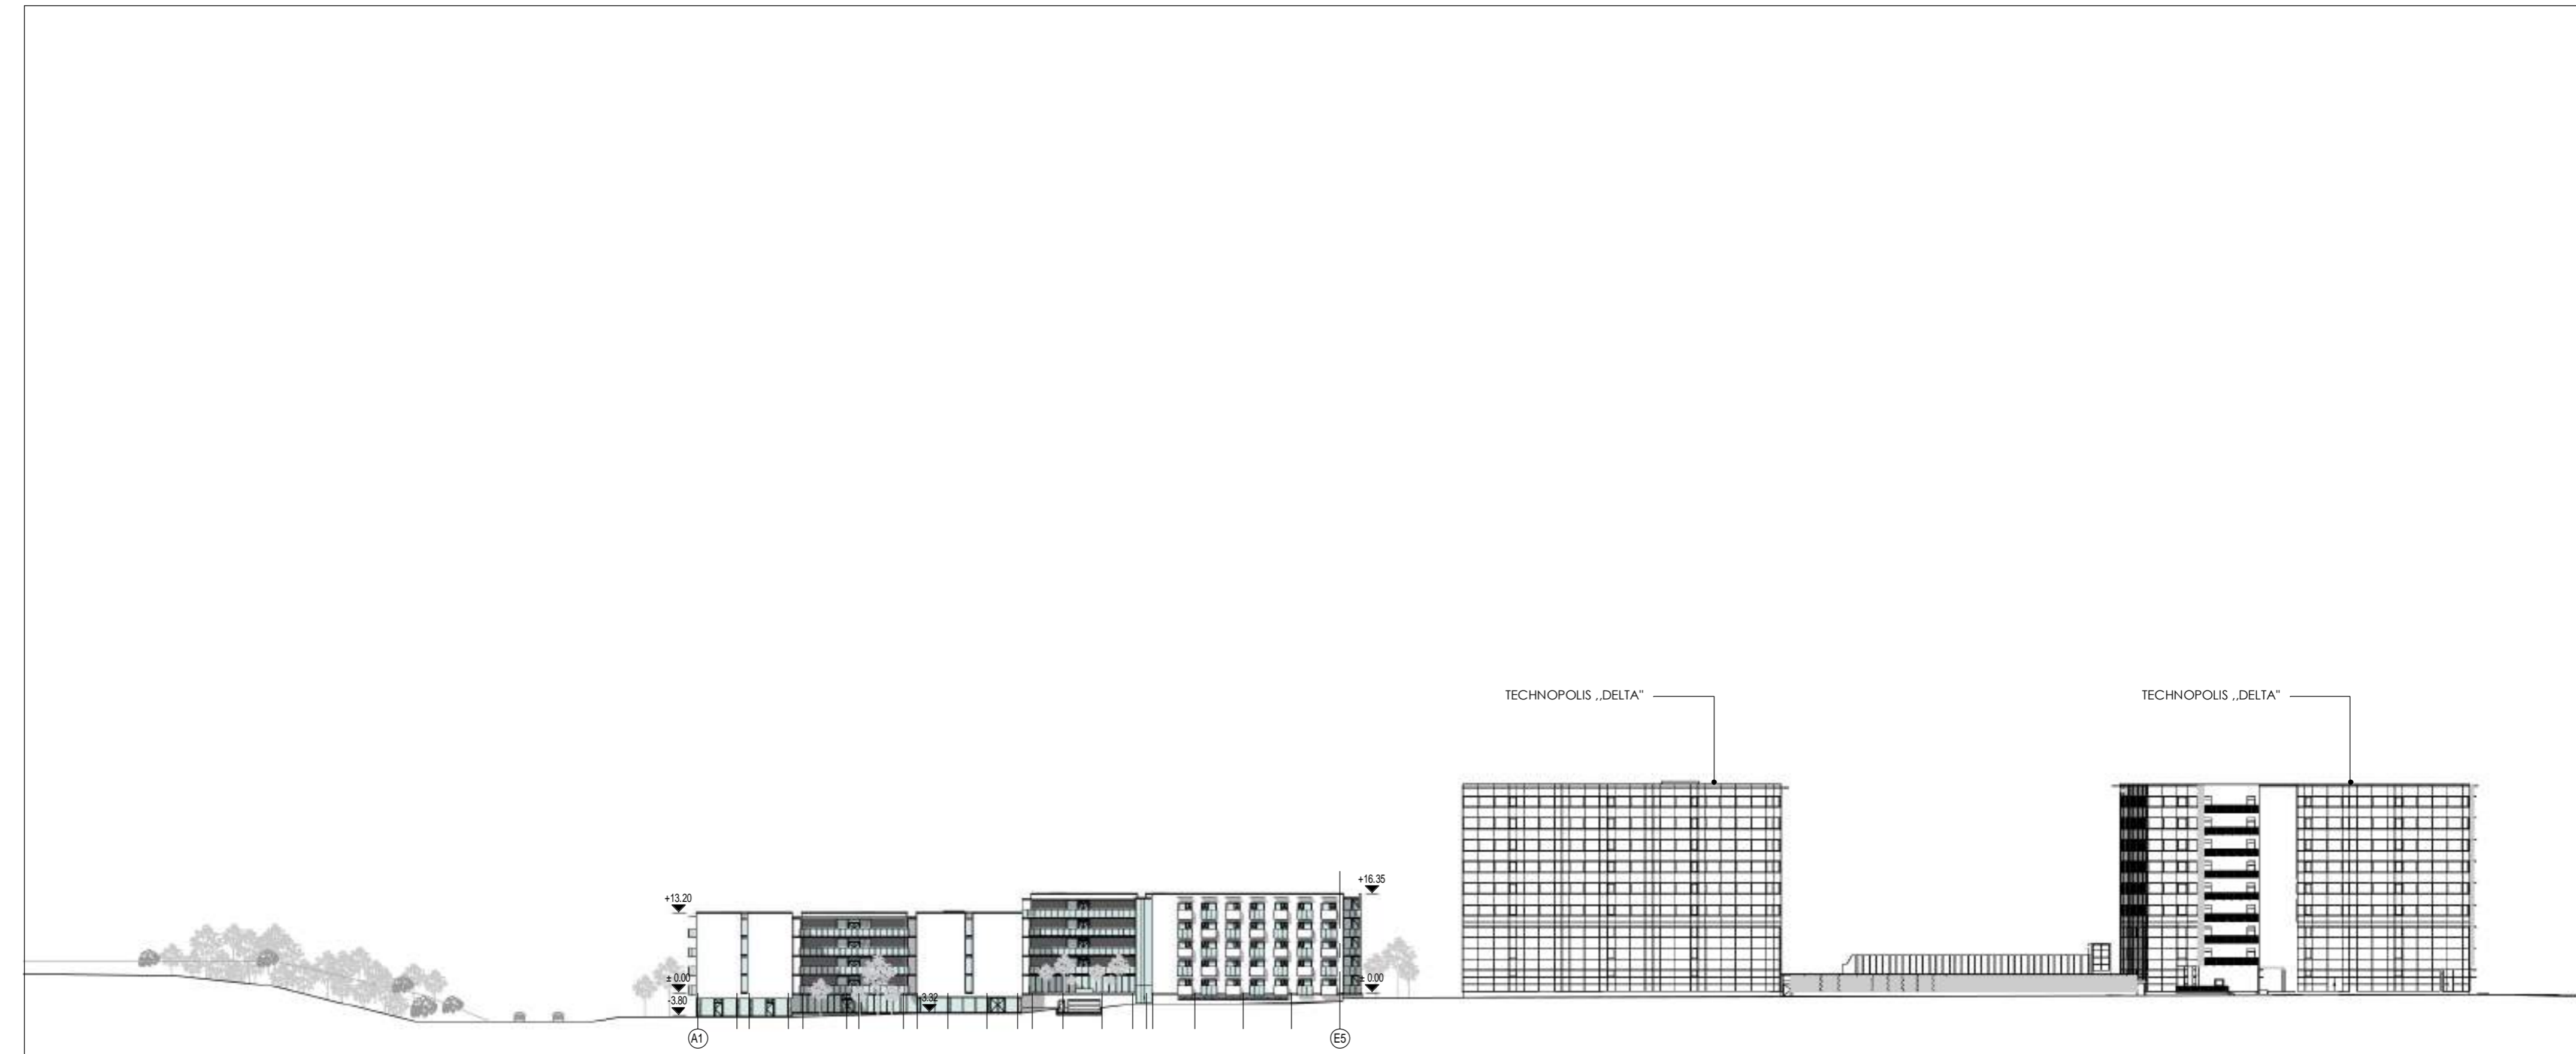 TECHNOPOLIS ,,DELTA"
TECHNOPOLIS ,,DELTA"
+16.35
+13.20
± 0.00
± 0.00
-3.80
-3.32
A1
E5